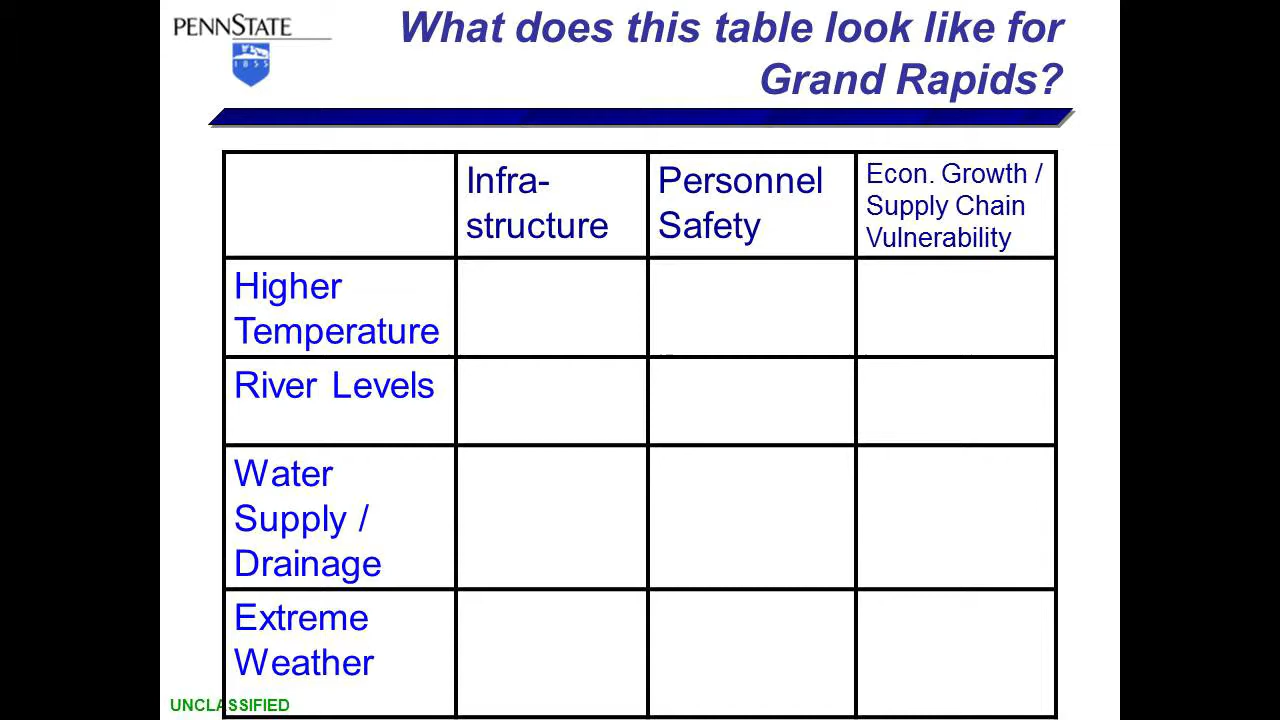 PENNSTATE
1855
What does this table look like for
Grand Rapids?
Infra-
structure
Personnel
Safety
Econ. Growth /
Supply Chain
Vulnerability
Higher
Temperature
River Levels
Water
Supply /
Drainage
Extreme
Weather
UNCLASSIFIED